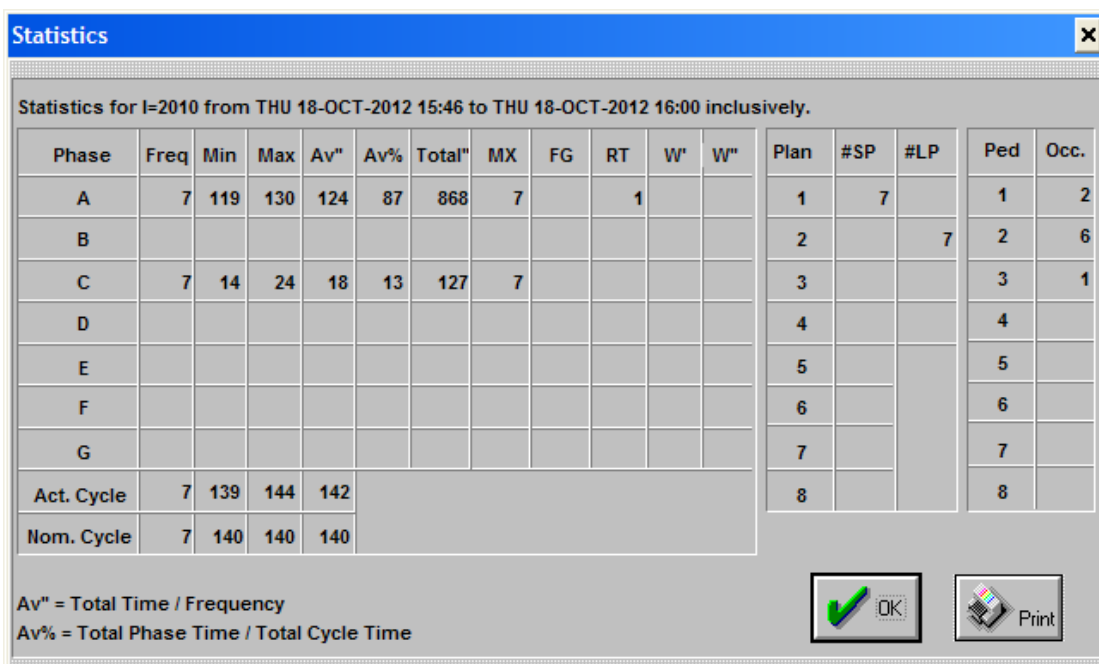 Statistics
Statistics for I=2010 from THU 18-OCT-2012 15:46 to THU 18-OCT-2012 16:00 inclusively.
Phase Freq Min Max Av" Av% Total" MX FG RT W' W" Plan #SP #LP Ped Occ.
A 7 119 130 124 87 868 7 1 1 7 1 2
B 2 7 2 6
C 7 14 24 18 13 127 7 3 3 1
D 4 4
E 5 5
F 6 6
G 7 7
Act. Cycle 7 139 144 142 8 8
Nom. Cycle 7 140 140 140
Av" = Total Time / Frequency
Av% = Total Phase Time / Total Cycle Time
OK
Print